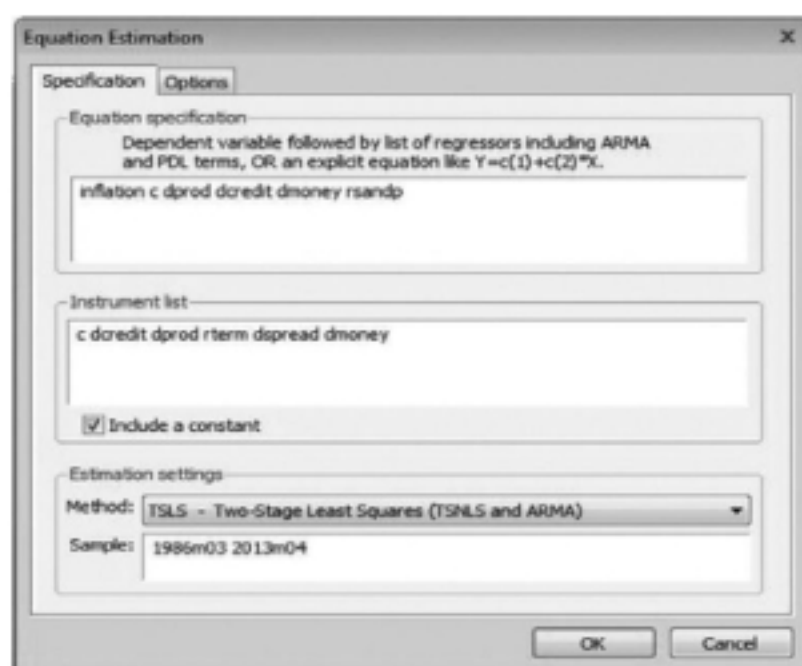 Equation Estimation
Specification Options
Equation specification
Dependent variable followed by list of regressors including ARMA
and PDL terms, OR an explicit equation like Y=c(1)+c(2)*X.
inflation c dprod dcredit dmoney rsandp
Instrument list
c dcredit dprod rterm dspread dmoney
Include a constant
Estimation settings
Method: TSLS - Two-Stage Least Squares (TSNLS and ARMA)
Sample: 1986m03 2013m04
OK Cancel